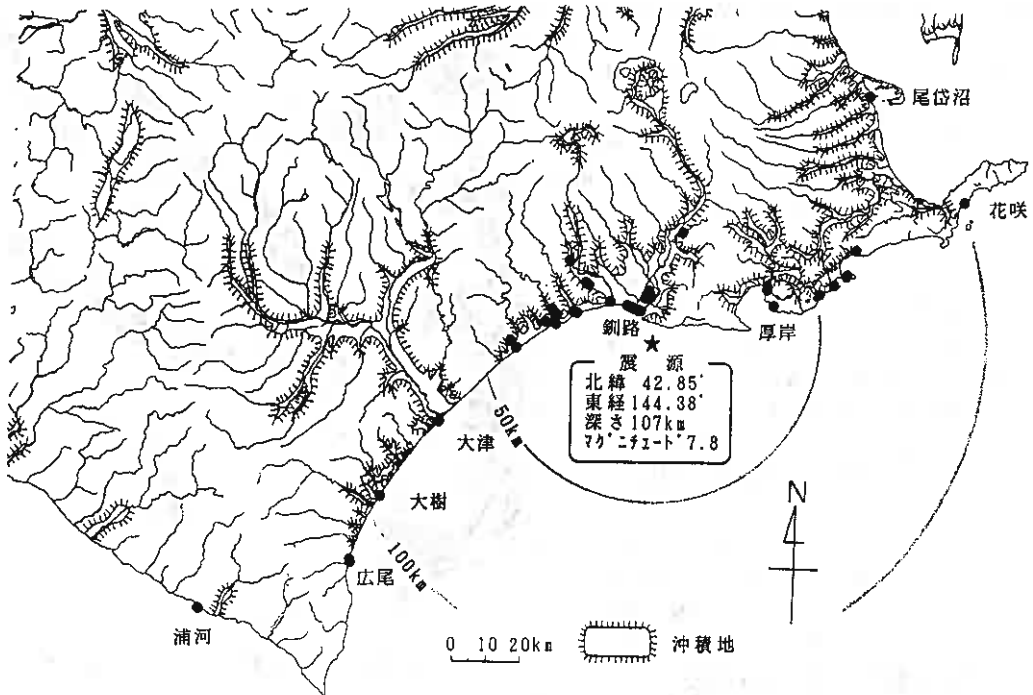 尾岱沼
花咲
釧路
厚岸
震 源
北緯 42.85°
東経 144.38°
深さ 107km
マグニチュード 7.8
50km
大津
大樹
100km
広尾
浦河
N
0 10 20km
沖積地